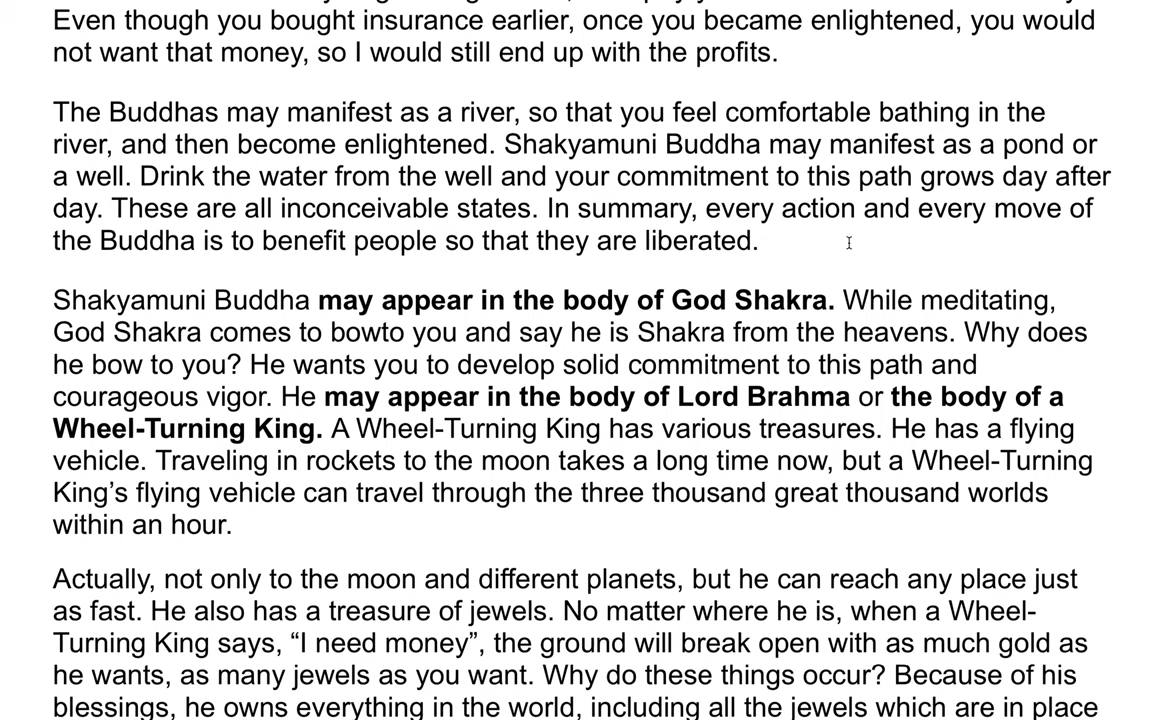 Even though you bought insurance earlier, once you became enlightened, you would
not want that money, so I would still end up with the profits.
The Buddhas may manifest as a river, so that you feel comfortable bathing in the
river, and then become enlightened. Shakyamuni Buddha may manifest as a pond or
a well. Drink the water from the well and your commitment to this path grows day after
day. These are all inconceivable states. In summary, every action and every move of
the Buddha is to benefit people so that they are liberated.
Shakyamuni Buddha may appear in the body of God Shakra. While meditating,
God Shakra comes to bowto you and say he is Shakra from the heavens. Why does
he bow to you? He wants you to develop solid commitment to this path and
courageous vigor. He may appear in the body of Lord Brahma or the body of a
Wheel-Turning King. A Wheel-Turning King has various treasures. He has a flying
vehicle. Traveling in rockets to the moon takes a long time now, but a Wheel-Turning
King’s flying vehicle can travel through the three thousand great thousand worlds
within an hour.
Actually, not only to the moon and different planets, but he can reach any place just
as fast. He also has a treasure of jewels. No matter where he is, when a Wheel-
Turning King says, “I need money”, the ground will break open with as much gold as
he wants, as many jewels as you want. Why do these things occur? Because of his
blessings, he owns everything in the world, including all the jewels which are in place